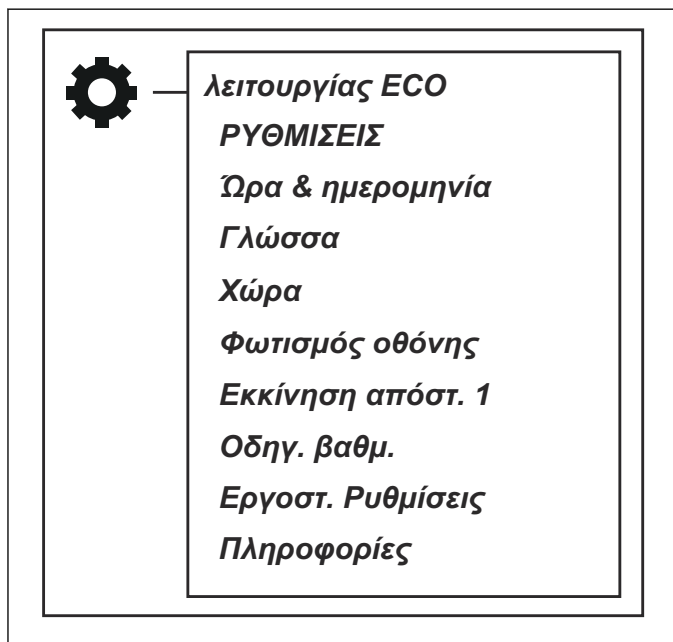 λειτουργίας ECO
ΡΥΘΜΙΣΕΙΣ
Ώρα & ημερομηνία
Γλώσσα
Χώρα
Φωτισμός οθόνης
Εκκίνηση απόστ. 1
Οδηγ. βαθμ.
Εργοστ. Ρυθμίσεις
Πληροφορίες